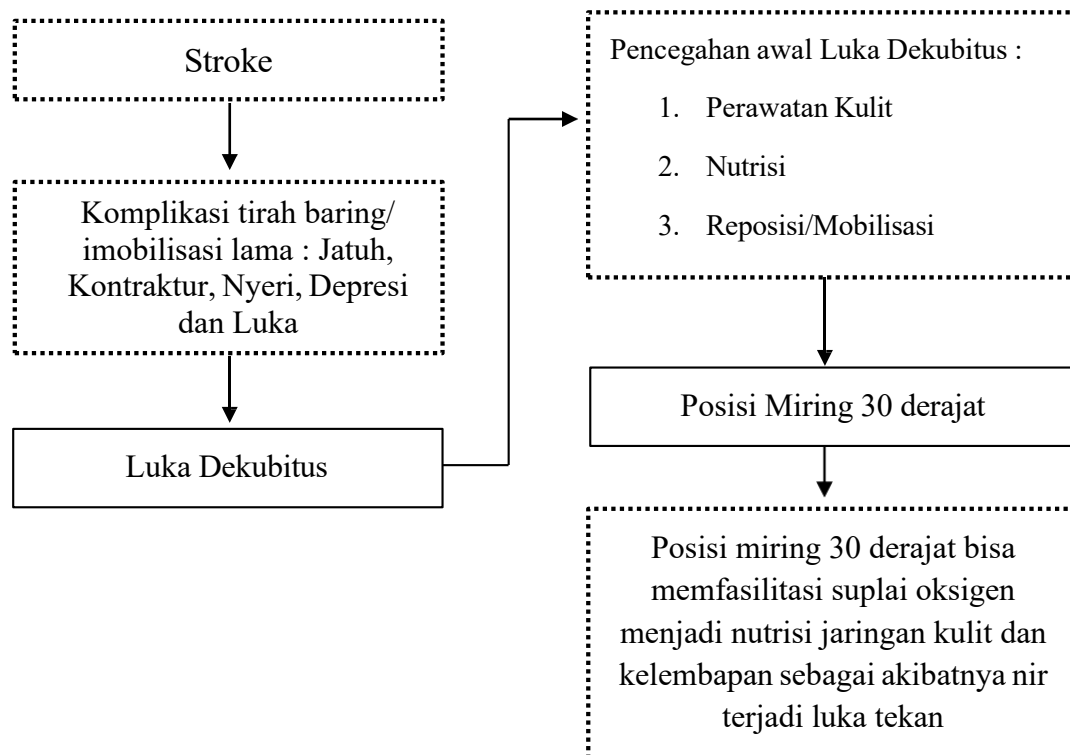 Stroke
Komplikasi tirah baring/
imobilisasi lama : Jatuh,
Kontraktur, Nyeri, Depresi
dan Luka
Luka Dekubitus
Pencegahan awal Luka Dekubitus :
1. Perawatan Kulit
2. Nutrisi
3. Reposisi/Mobilisasi
Posisi Miring 30 derajat
Posisi miring 30 derajat bisa
memfasilitasi suplai oksigen
menjadi nutrisi jaringan kulit dan
kelembapan sebagai akibatnya nir
terjadi luka tekan